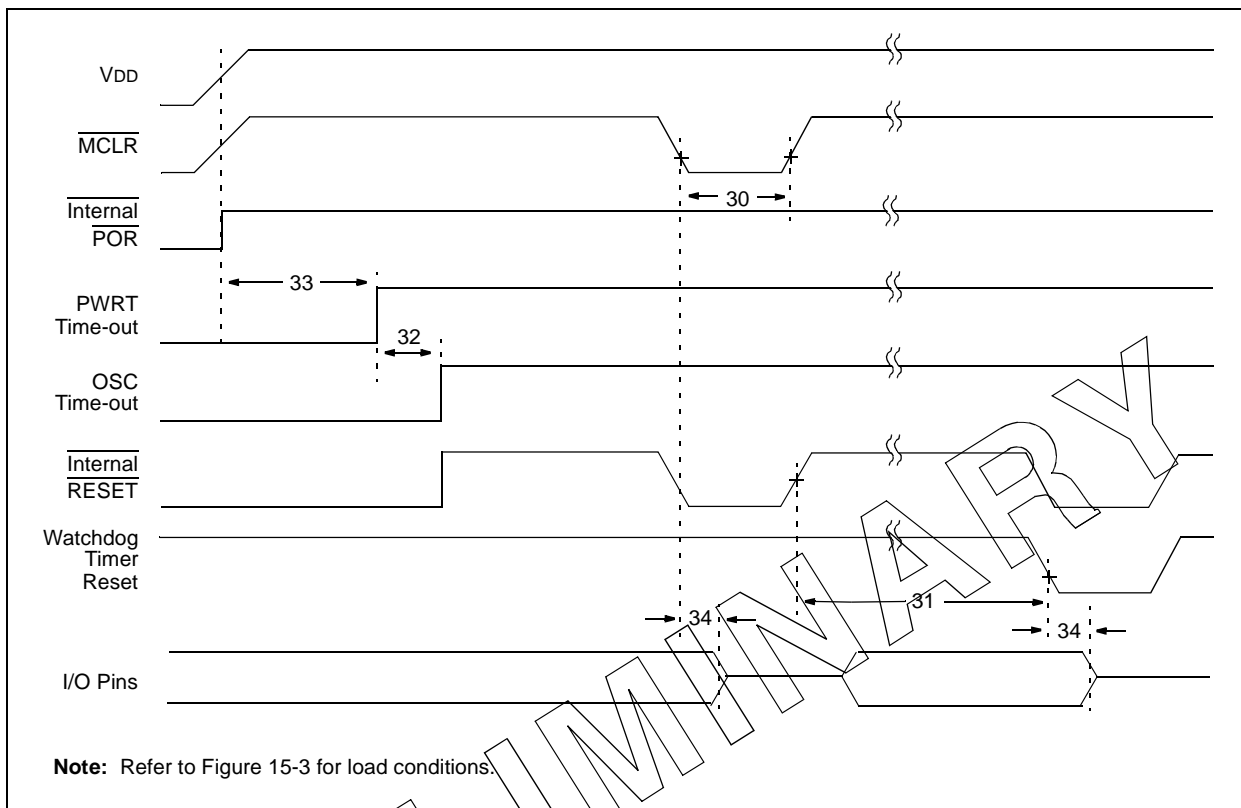 VDD
MCLR
30
Internal
POR
33
PWRT
Time-out
32
OSC
Time-out
Internal
RESET
Watchdog
Timer
Reset
31
34
34
I/O Pins
Note: Refer to Figure 15-3 for load conditions.
IMINARY